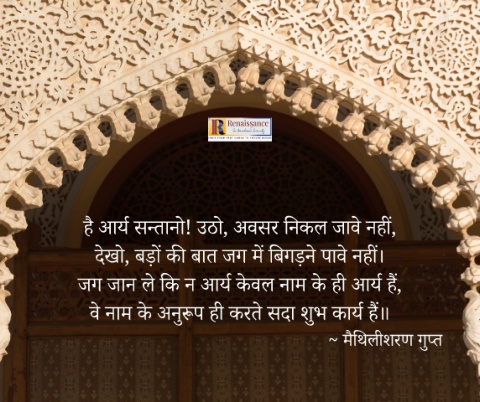 Renaissance
है आर्य सन्तानो! उठो, अवसर निकल जावे नहीं,
देखो, बड़ों की बात जग में बिगड़ने पावे नहीं।
जग जान ले कि न आर्य केवल नाम के ही आर्य हैं,
वे नाम के अनुरूप ही करते सदा शुभ कार्य हैं॥
~ मैथिलीशरण गुप्त